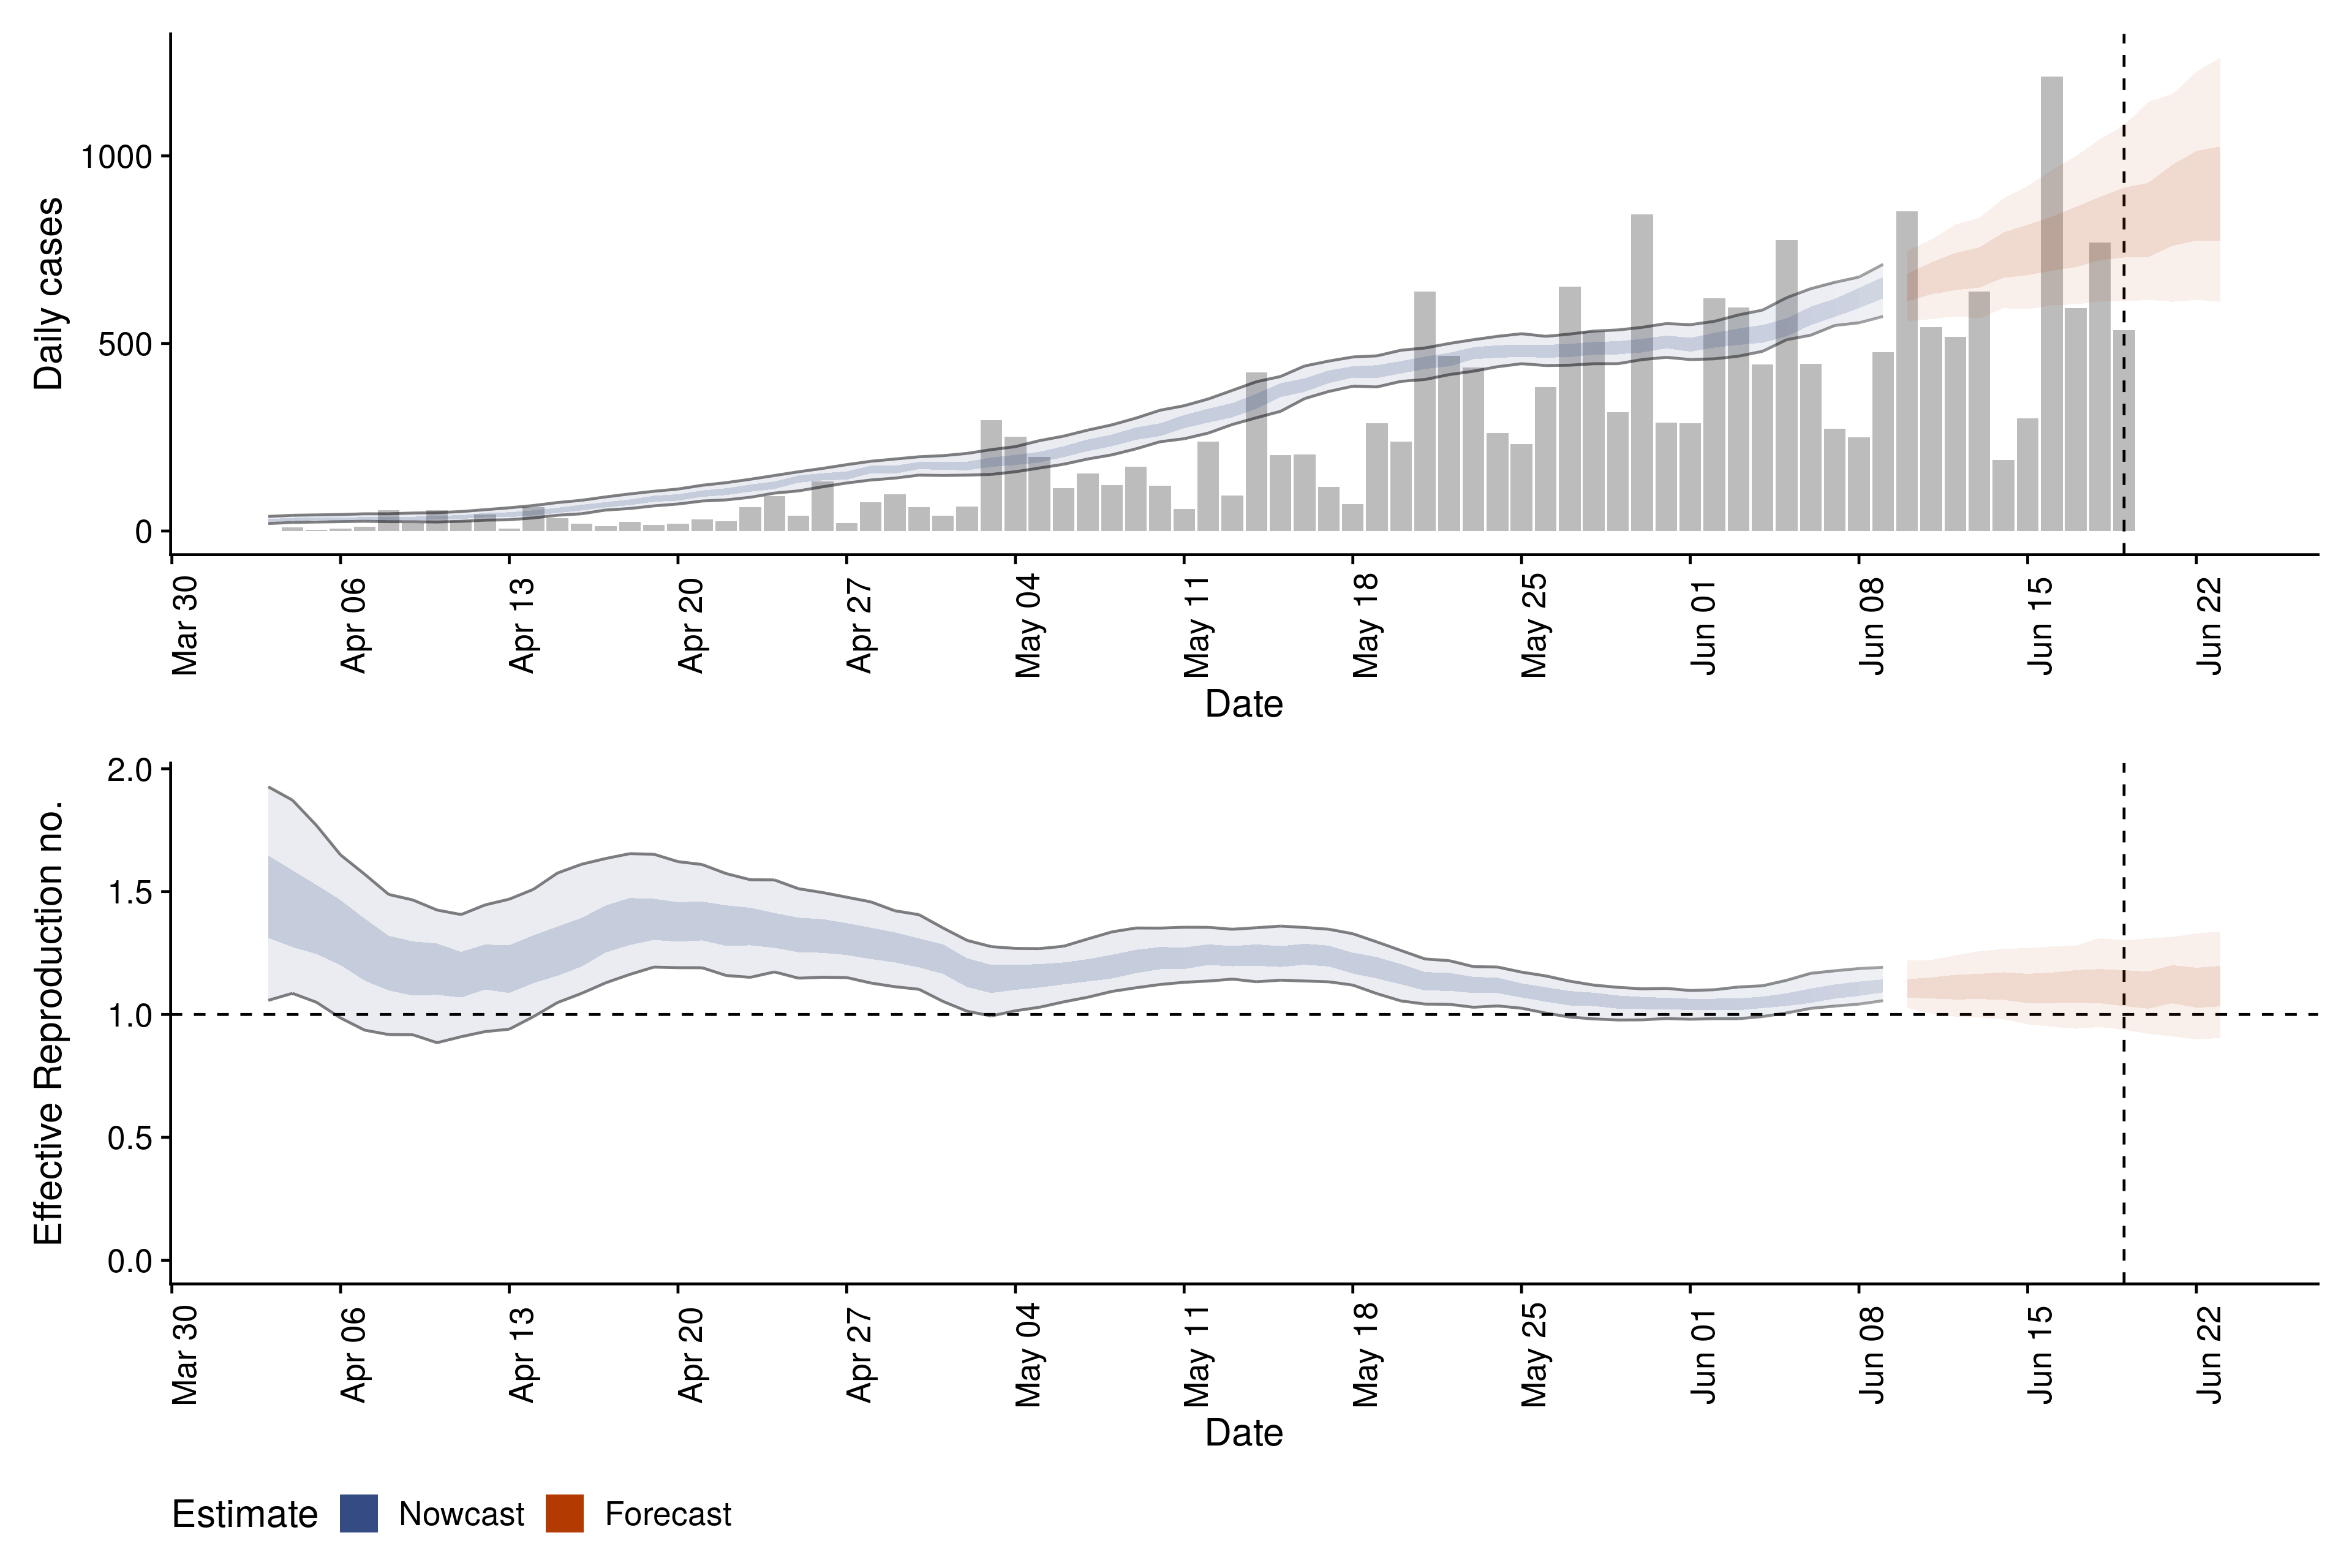 Daily cases
1000
500
0
Mar 30
Apr 06
Apr 13
Apr 20
Apr 27
May 04
May 11
May 18
May 25
Jun 01
Jun 08
Jun 15
Jun 22
Date
Effective Reproduction no.
2.0
1.5
1.0
0.5
0.0
Mar 30
Apr 06
Apr 13
Apr 20
Apr 27
May 04
May 11
May 18
May 25
Jun 01
Jun 08
Jun 15
Jun 22
Date
Estimate Nowcast Forecast